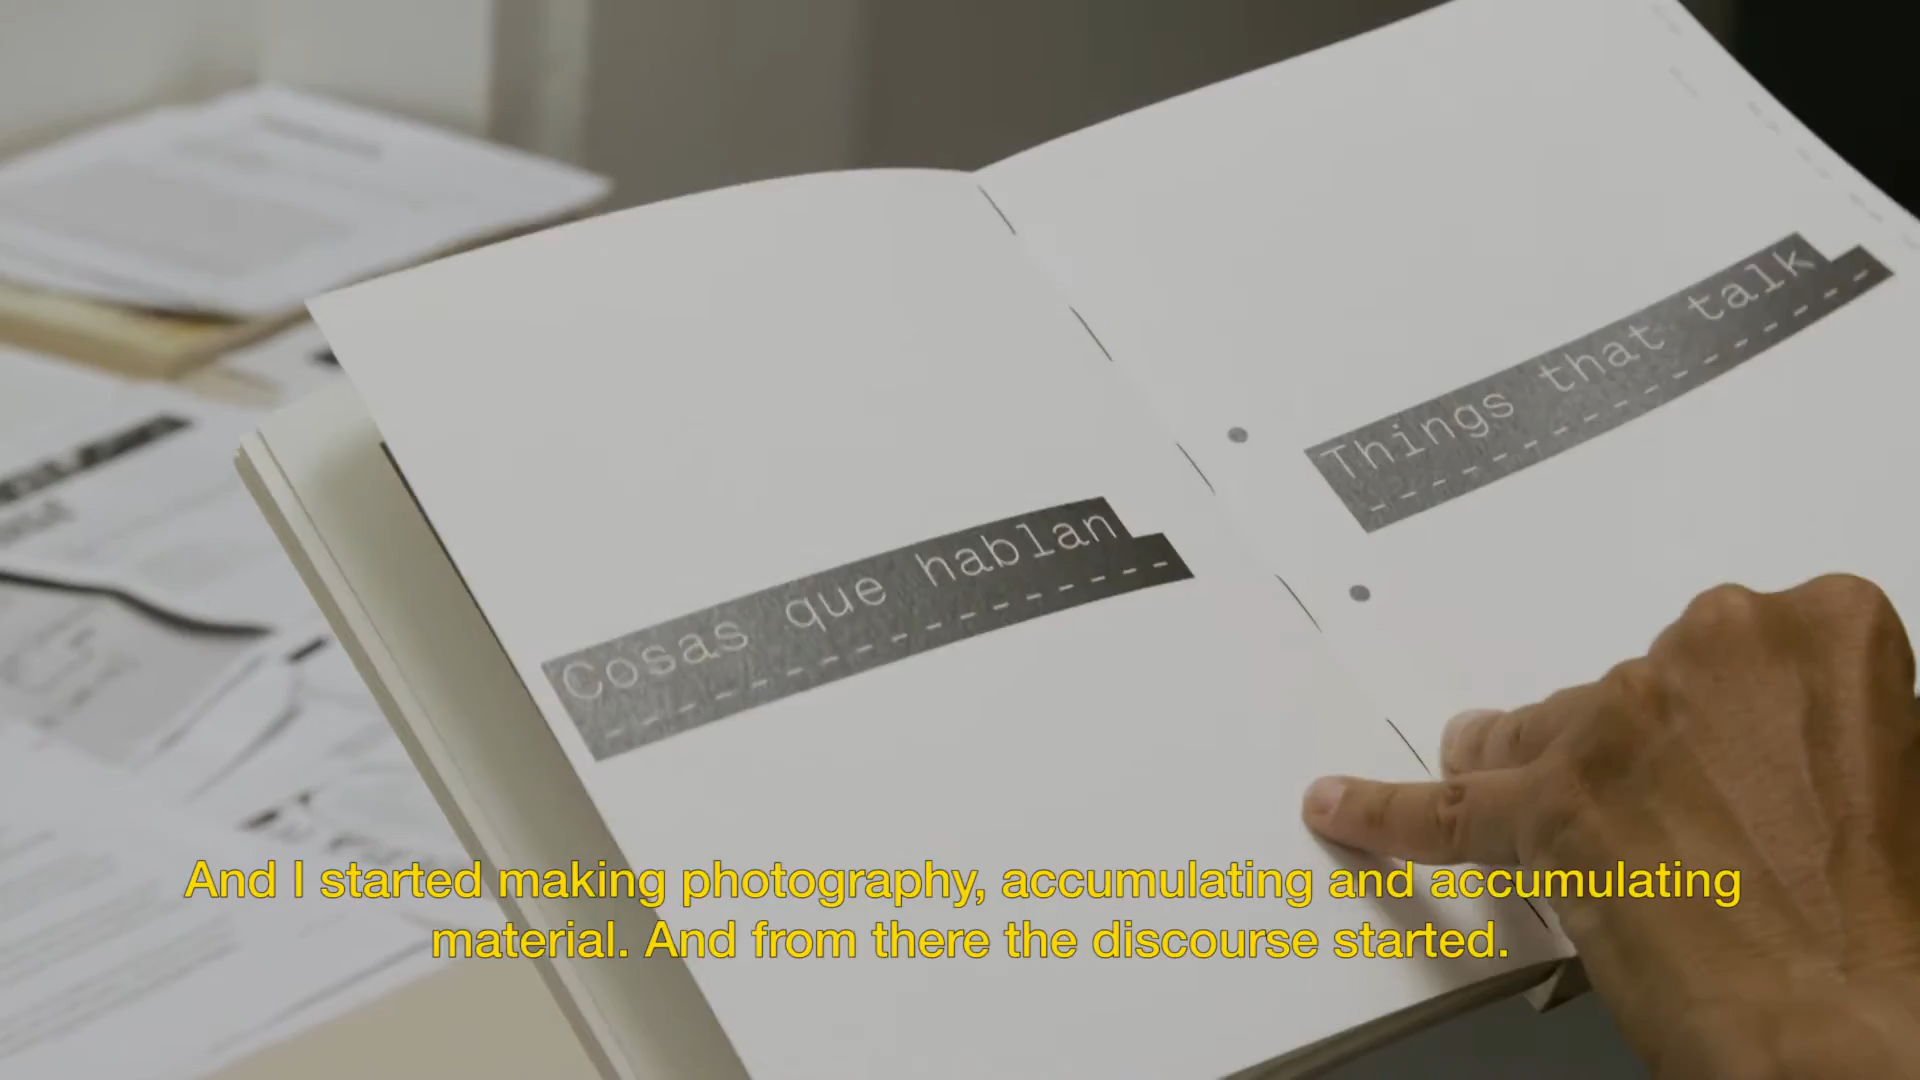 Cosas que hablan
Things that talk
And I started making photography, accumulating and accumulating
material. And from there the discourse started.